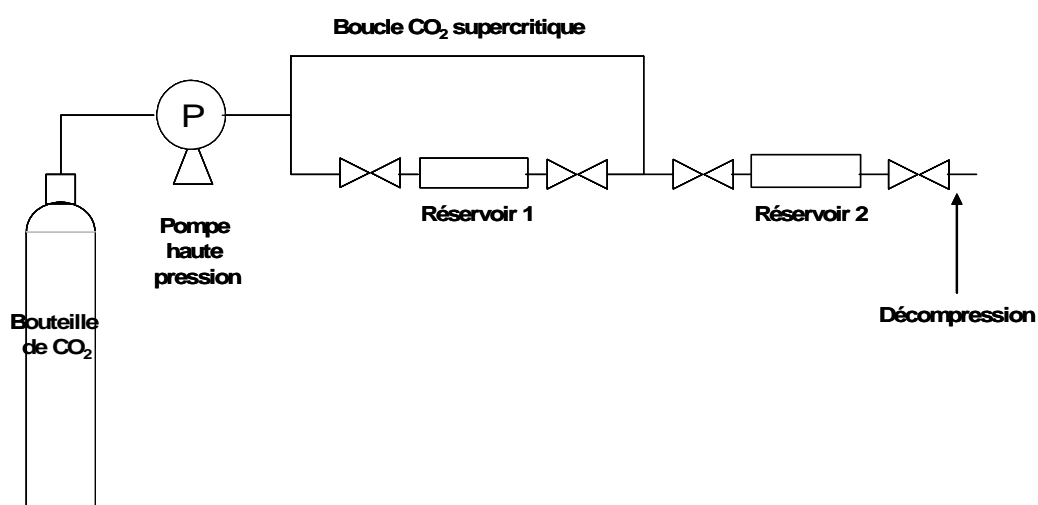 Boucle CO₂ supercritique
P
Pompe
haute
pression
Réservoir 1
Réservoir 2
Décompression
Bouteille
de CO₂